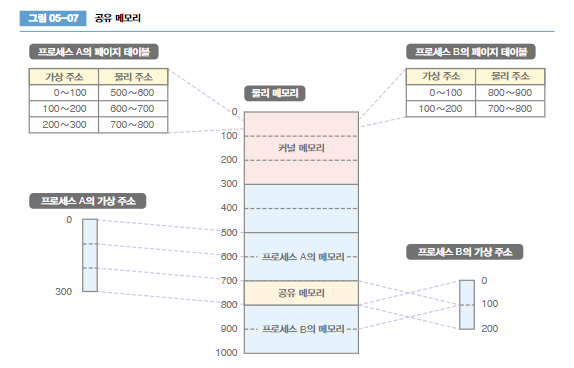 그림 05-07 공유 메모리
프로세스 A의 페이지 테이블
가상 주소 물리 주소
0~100 500~600
100~200 600~700
200~300 700~800
프로세스 B의 페이지 테이블
가상 주소 물리 주소
0~100 800~900
100~200 700~800
물리 메모리
0
100
200
300
400
500
600
700
800
900
1000
커널 메모리
프로세스 A의 메모리
공유 메모리
프로세스 B의 메모리
프로세스 A의 가상 주소
0
300
프로세스 B의 가상 주소
0
100
200